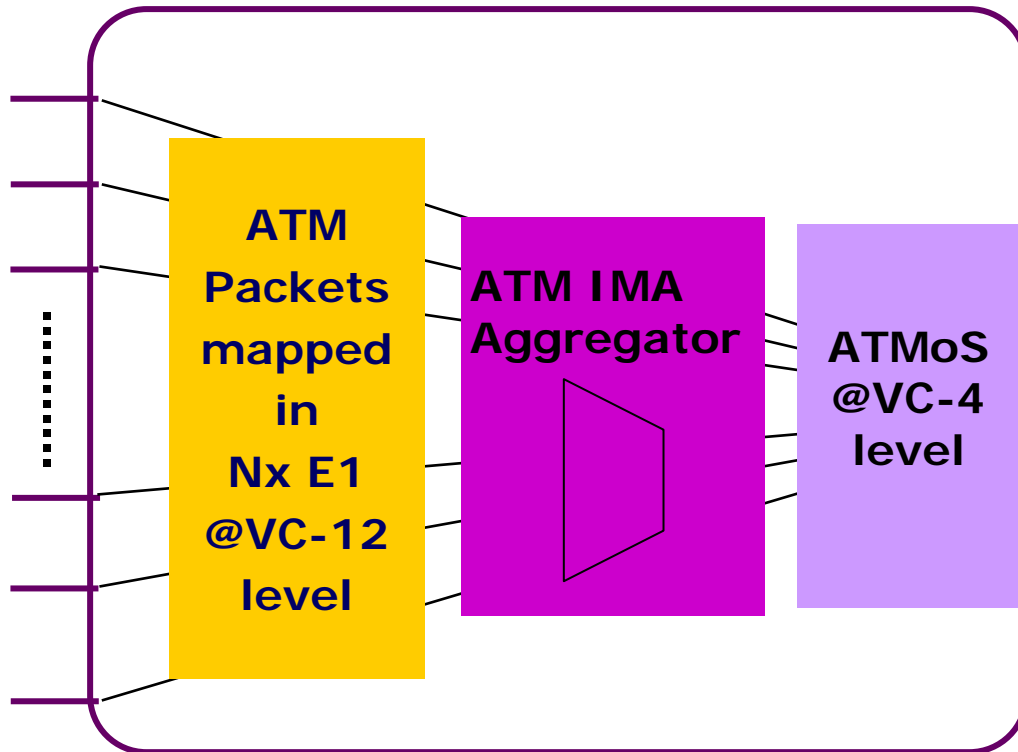 ATM
Packets
mapped
in
Nx E1
@VC-12
level
ATM IMA
Aggregator
ATMoS
@VC-4
level